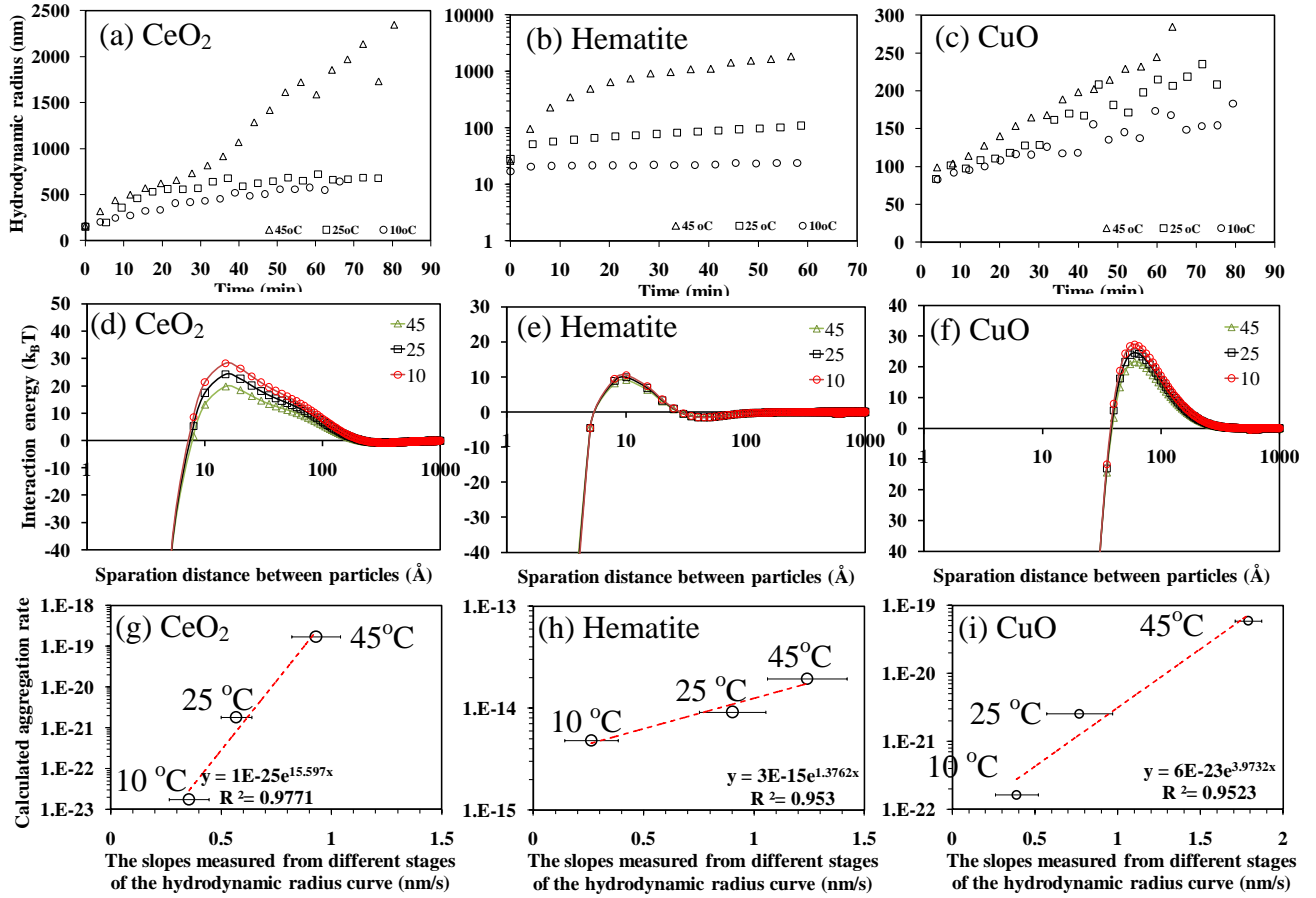 (a) CeO2
Hydrodynamic radius (nm)
2500
2000
1500
1000
500
0
45oC 25oC 10oC
0 10 20 30 40 50 60 70 80 90
Time (min)
(b) Hematite
10000
1000
100
10
1
45 oC 25 oC 10oC
0 10 20 30 40 50 60 70
Time (min)
(c) CuO
300
250
200
150
100
50
0
45 oC 25 oC 10oC
0 10 20 30 40 50 60 70 80 90
Time (min)
(d) CeO2
Interaction energy (kBT)
50
40
30
20
10
0
-10
-20
-30
-40
45
25
10
1 10 100 1000
Sparation distance between particles (Å)
(e) Hematite
30
20
10
0
-10
-20
-30
-40
45
25
10
1 10 100 1000
Sparation distance between particles (Å)
(f) CuO
40
30
20
10
0
10
20
30
40
45
25
10
1 10 100 1000
Sparation distance between particles (Å)
(g) CeO2
Calculated aggregation rate
1.E-18
1.E-19
1.E-20
1.E-21
1.E-22
1.E-23
45°C
25 °C
10 °C
y = 1E-25e15.597x
R 2= 0.9771
0 0.5 1 1.5
The slopes measured from different stages
of the hydrodynamic radius curve (nm/s)
(h) Hematite
1.E-13
1.E-14
1.E-15
45°C
25 °C
10 °C
y = 3E-15e1.3762x
R 2= 0.953
0 0.5 1 1.5
The slopes measured from different stages
of the hydrodynamic radius curve (nm/s)
(i) CuO
1.E-19
1.E-20
1.E-21
1.E-22
45°C
25 °C
10 °C
y = 6E-23e3.9732x
R 2= 0.9523
0 0.5 1 1.5 2
The slopes measured from different stages
of the hydrodynamic radius curve (nm/s)